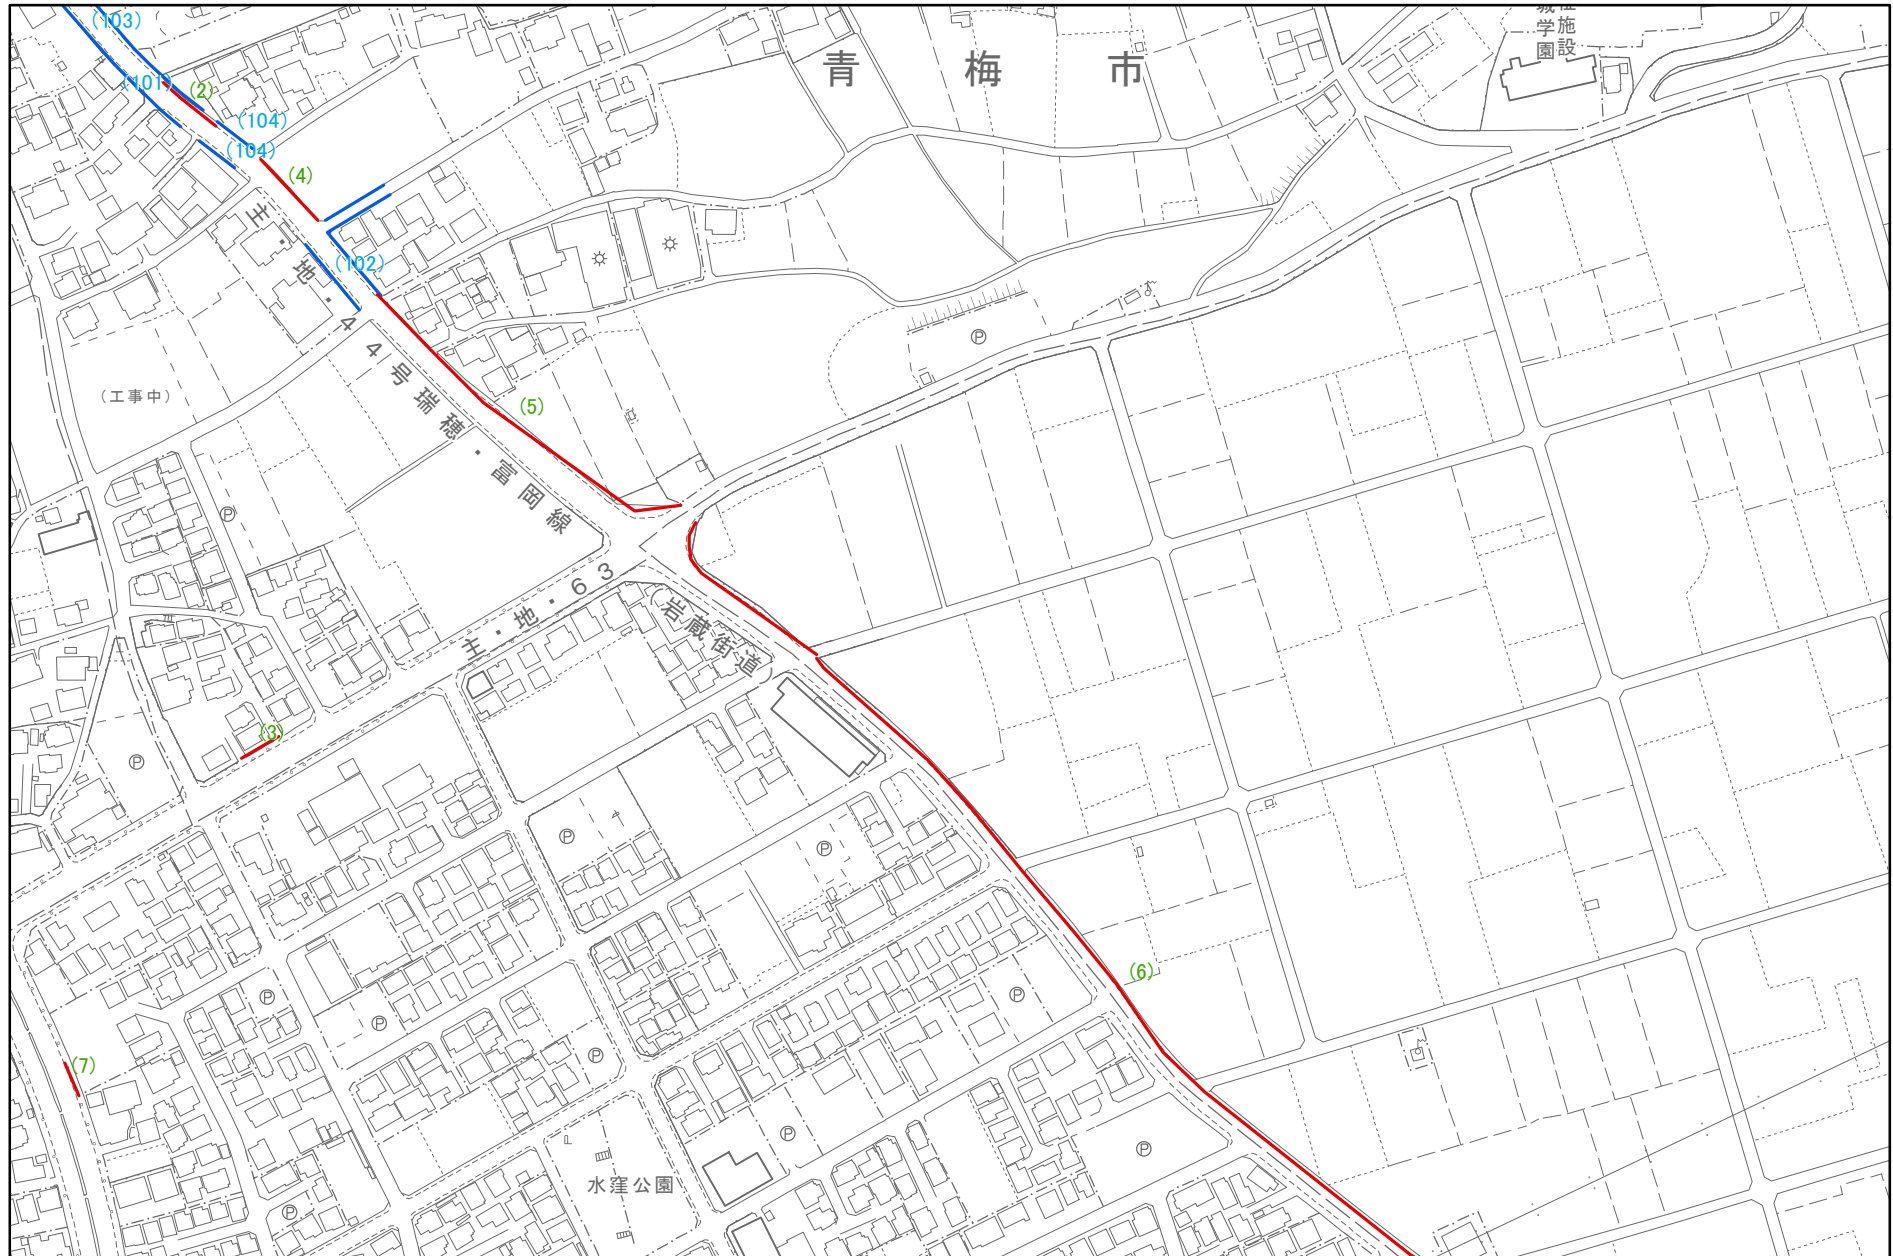 (103)
(101)
(2)
(104)
(104)
(4)
(102)
(5)
(3)
(6)
(7)
青梅市
施設
城学園
主・地・44号瑞穂・富岡線
主・地・63
(岩蔵街道)
(工事中)
水窪公園
Ⓟ
Ⓟ
Ⓟ
Ⓟ
Ⓟ
Ⓟ
Ⓟ
Ⓟ
Ⓟ
Ⓟ
Ⓟ
Ⓟ